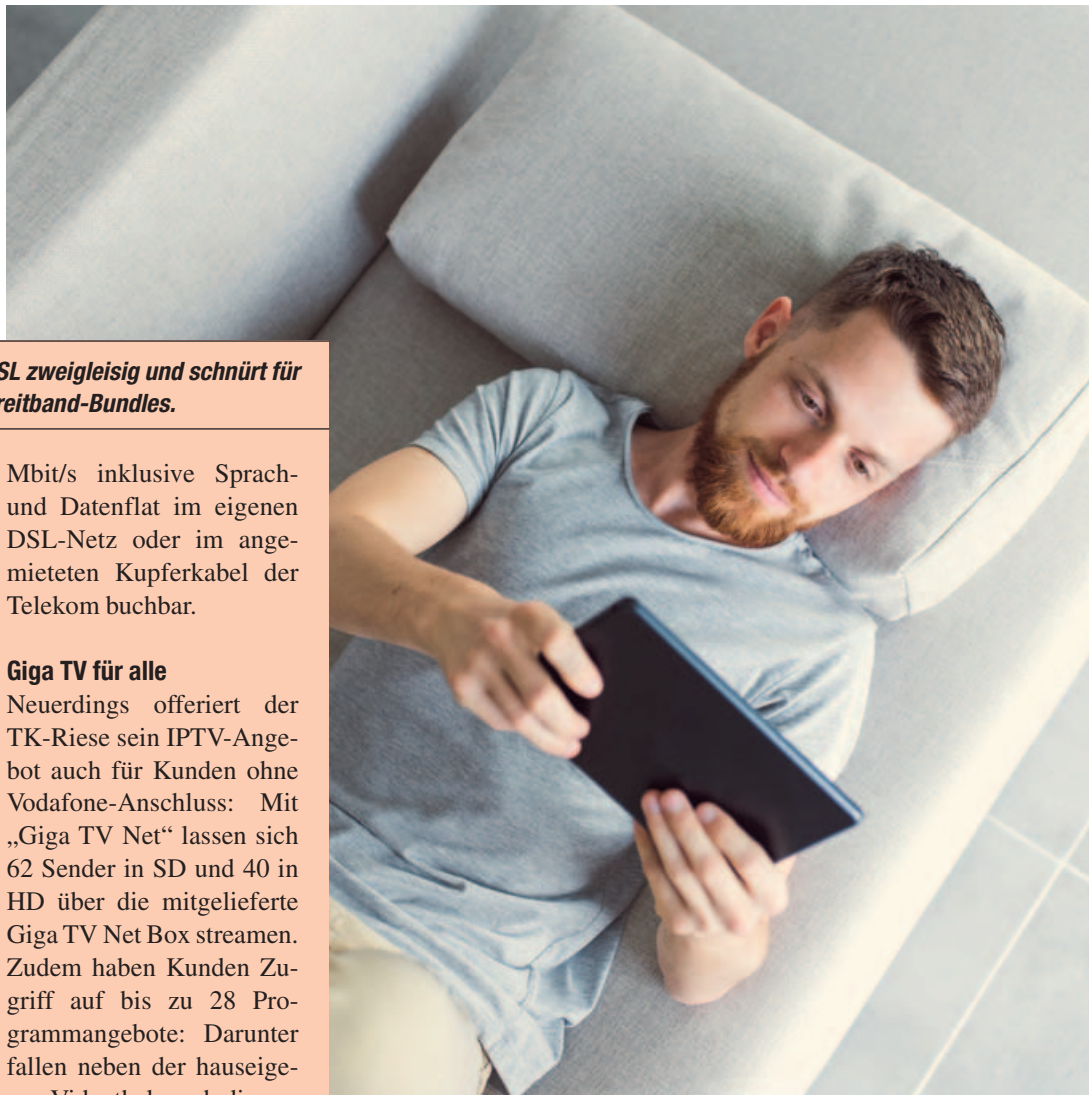 SL zweigleisig und schnürt für
reitband-Bundles.
Mbit/s inklusive Sprach-
und Datenflat im eigenen
DSL-Netz oder im ange-
mieteten Kupferkabel der
Telekom buchbar.
Giga TV für alle
Neuerdings offeriert der
TK-Riese sein IPTV-Ange-
bot auch für Kunden ohne
Vodafone-Anschluss: Mit
„Giga TV Net“ lassen sich
62 Sender in SD und 40 in
HD über die mitgelieferte
Giga TV Net Box streamen.
Zudem haben Kunden Zu-
griff auf bis zu 28 Pro-
grammangebote: Darunter
fallen neben der hauseige-